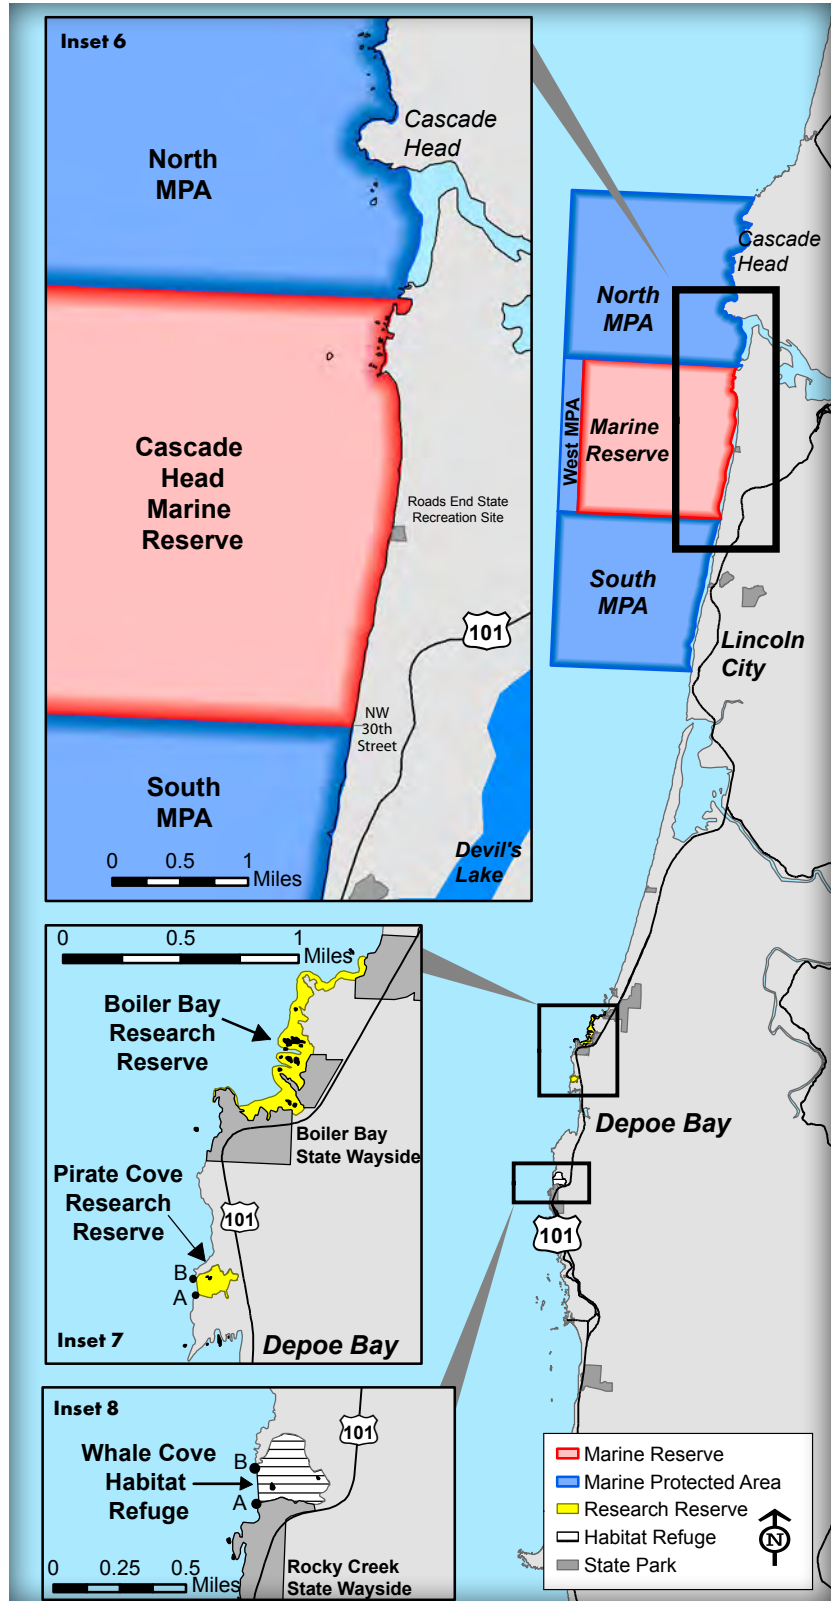 Inset 6
North
MPA
Cascade
Head
Cascade
Head
Marine
Reserve
Roads End State
Recreation Site
101
NW
30th
Street
South
MPA
0 0.5 1
Miles
Devil's
Lake
Cascade
Head
North
MPA
West MPA
Marine
Reserve
South
MPA
Lincoln
City
Depoe Bay
101
0 0.5 1
Miles
Boiler Bay
Research
Reserve
Boiler Bay
State Wayside
Pirate Cove
Research
Reserve
101
B
A
Inset 7
Depoe Bay
Inset 8
101
Whale Cove
Habitat
Refuge
B
A
0 0.25 0.5
Miles
Rocky Creek
State Wayside
Marine Reserve
Marine Protected Area
Research Reserve
Habitat Refuge
State Park
N